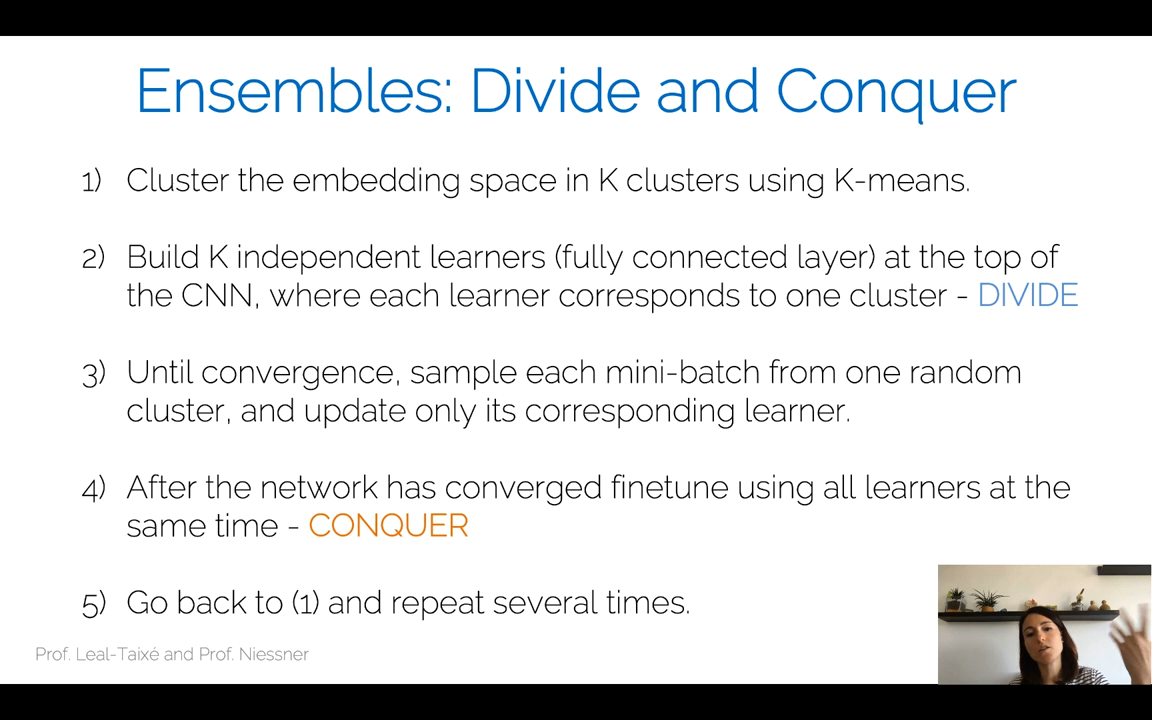 Ensembles: Divide and Conquer
1) Cluster the embedding space in K clusters using K-means.
2) Build K independent learners (fully connected layer) at the top of
the CNN, where each learner corresponds to one cluster - DIVIDE
3) Until convergence, sample each mini-batch from one random
cluster, and update only its corresponding learner.
4) After the network has converged finetune using all learners at the
same time - CONQUER
5) Go back to (1) and repeat several times.
Prof. Leal-Taixé and Prof. Niessner